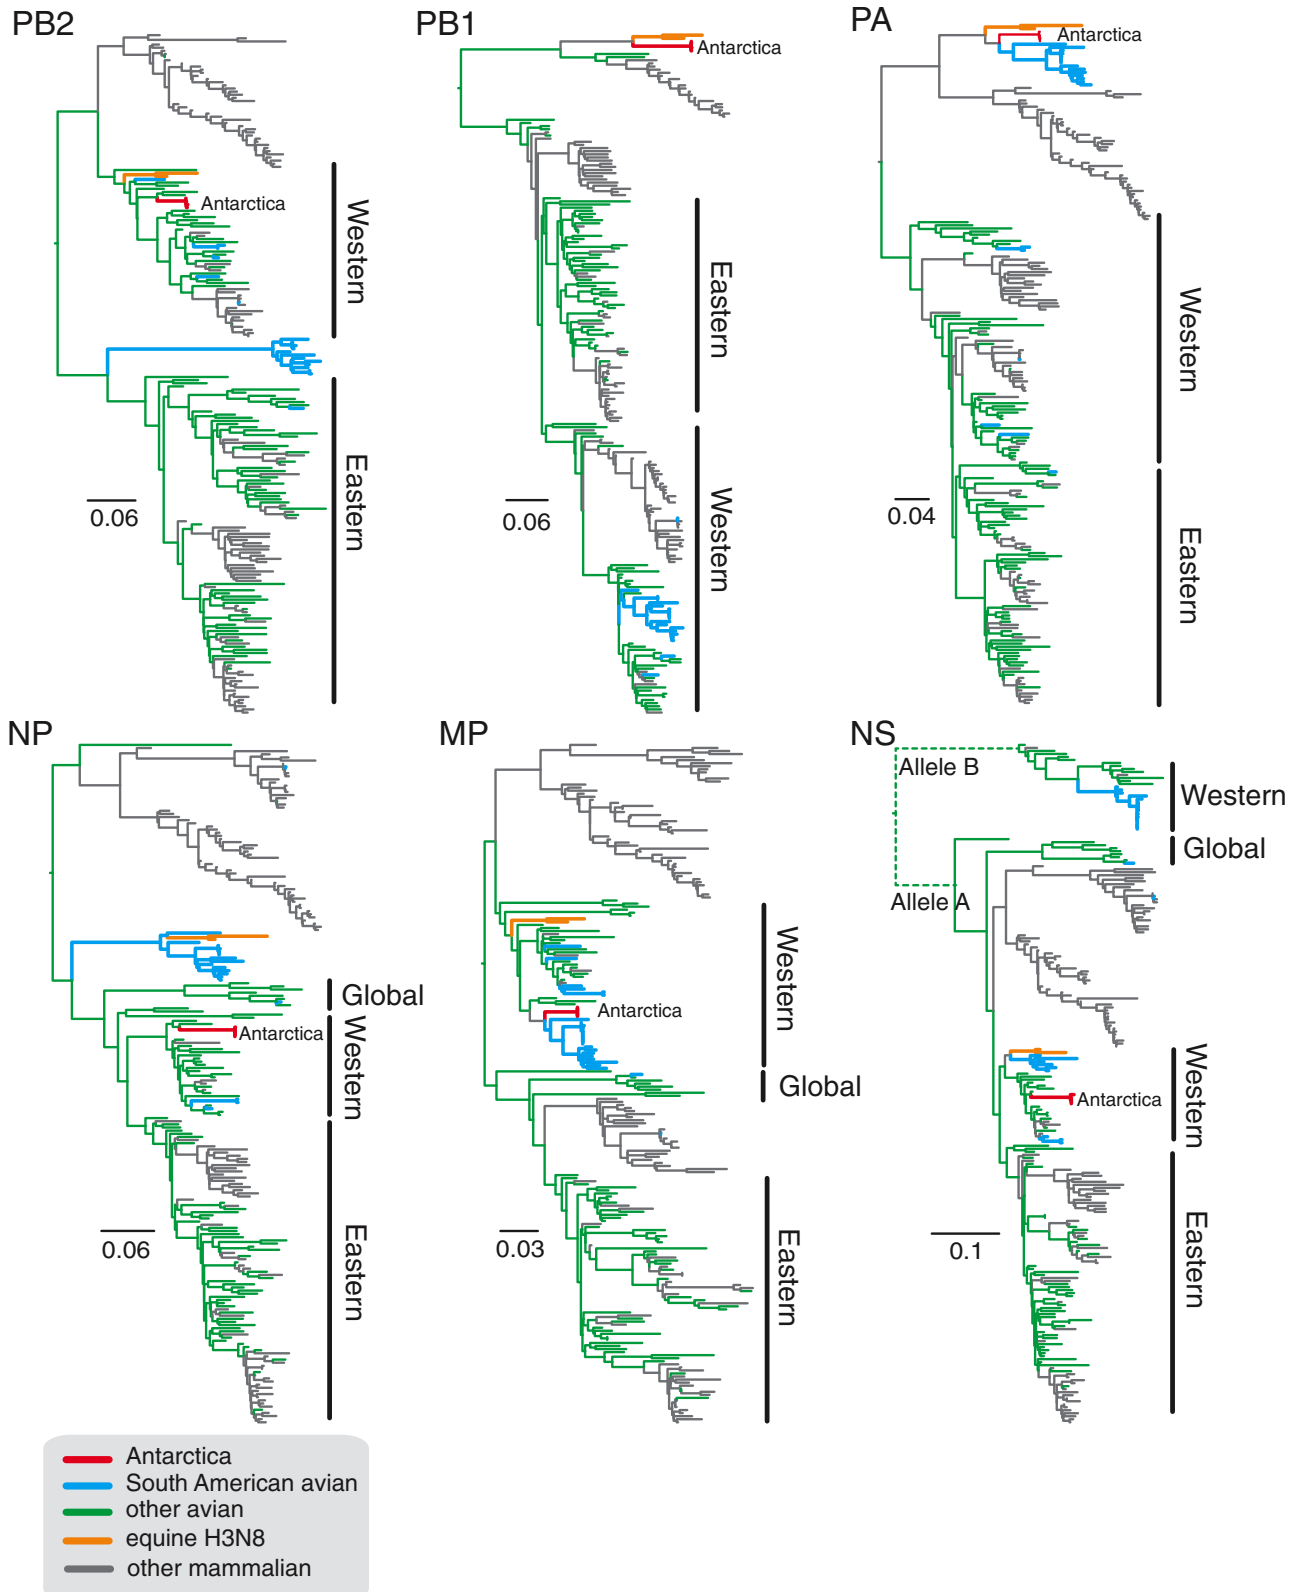 PB2
PB1
PA
Antarctica
Antarctica
Antarctica
Western
Eastern
Western
Eastern
Western
Eastern
0.06
0.06
0.04
NP
MP
NS
Allele B
Western
Global
Allele A
Global
Western
Antarctica
Western
Antarctica
Global
Western
Antarctica
Eastern
Eastern
Eastern
0.06
0.03
0.1
Antarctica
South American avian
other avian
equine H3N8
other mammalian